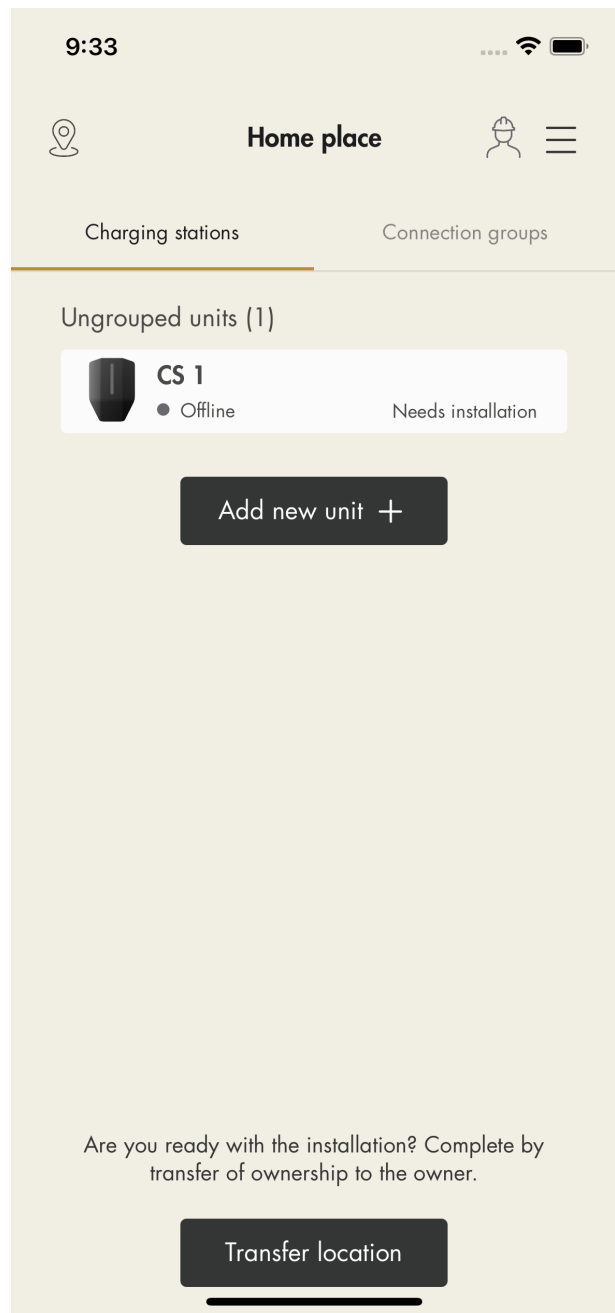 9:33
Home place
Charging stations
Connection groups
Ungrouped units (1)
CS 1
Offline
Needs installation
Add new unit +
Are you ready with the installation? Complete by
transfer of ownership to the owner.
Transfer location